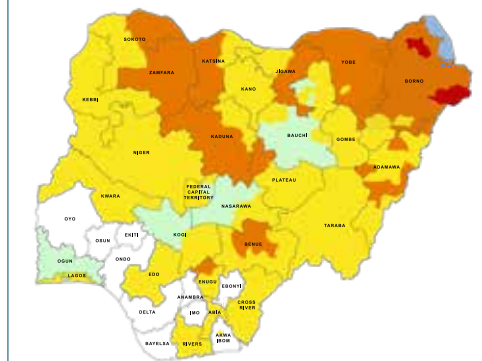 SOKOTO
KATSINA
ZAMFARA
JIGAWA
YOBE
BORNO
KANO
KEBBI
KADUNA
BAUCHI
GOMBE
NIGER
ADAMAWA
PLATEAU
FEDERAL
CAPITAL
TERRITORY
KWARA
NASARAWA
OYO
TARABA
OSUN
EKITI
KOGI
BENUE
ONDO
OGUN
LAGOS
EDO
ENUGU
EBONYI
ANAMBRA
CROSS
RIVER
DELTA
IMO
ABIA
AKWA
IBOM
BAYELSA
RIVERS